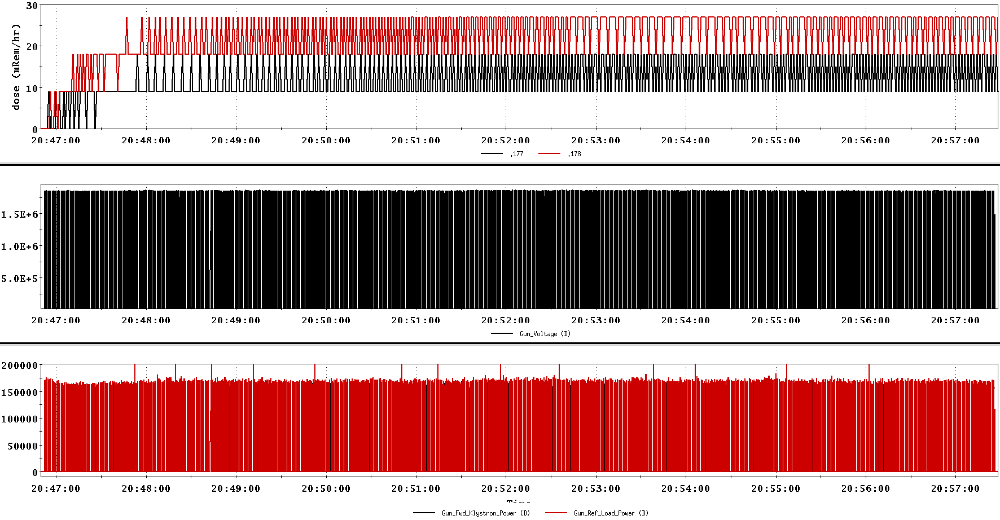 30
20
10
0
dose (mRem/hr)
20:47:00 20:48:00 20:49:00 20:50:00 20:51:00 20:52:00 20:53:00 20:54:00 20:55:00 20:56:00 20:57:00
.177 .178
1.5E+6
1.0E+6
5.0E+5
20:47:00 20:48:00 20:49:00 20:50:00 20:51:00 20:52:00 20:53:00 20:54:00 20:55:00 20:56:00 20:57:00
Gun_Voltage (D)
200000
150000
100000
50000
0
20:47:00 20:48:00 20:49:00 20:50:00 20:51:00 20:52:00 20:53:00 20:54:00 20:55:00 20:56:00 20:57:00
Gun_Fwd_Klystron_Power (D) Gun_Ref_Load_Power (D)